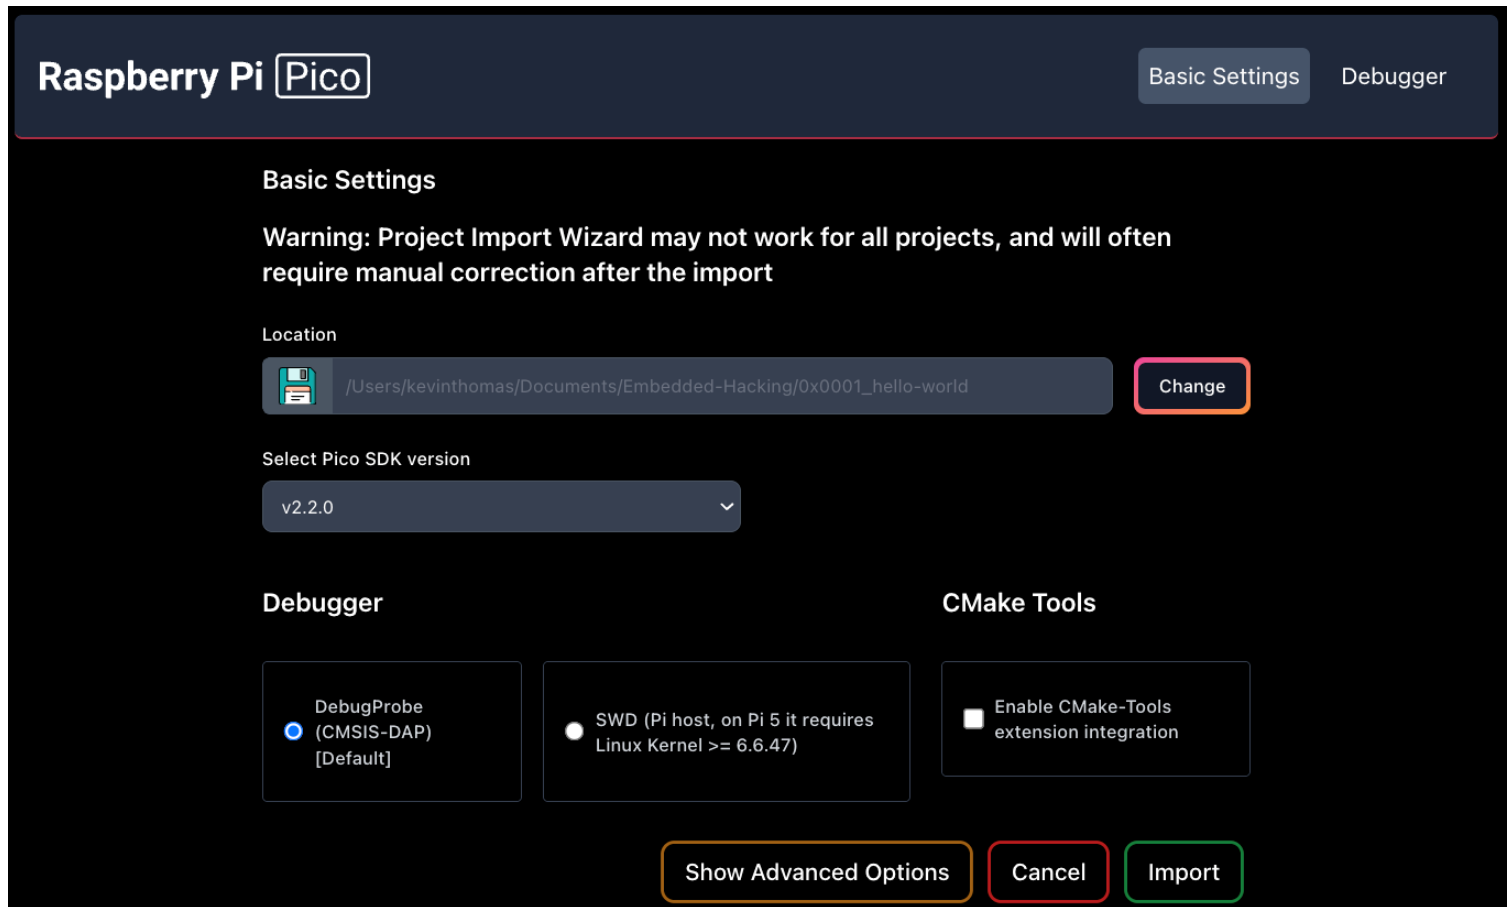 Raspberry Pi Pico
Basic Settings
Debugger
Basic Settings
Warning: Project Import Wizard may not work for all projects, and will often
require manual correction after the import
Location
/Users/kevinthomas/Documents/Embedded-Hacking/0x0001_hello-world
Change
Select Pico SDK version
v2.2.0
Debugger
CMake Tools
DebugProbe
(CMSIS-DAP)
[Default]
SWD (Pi host, on Pi 5 it requires
Linux Kernel >= 6.6.47)
Enable CMake-Tools
extension integration
Show Advanced Options
Cancel
Import